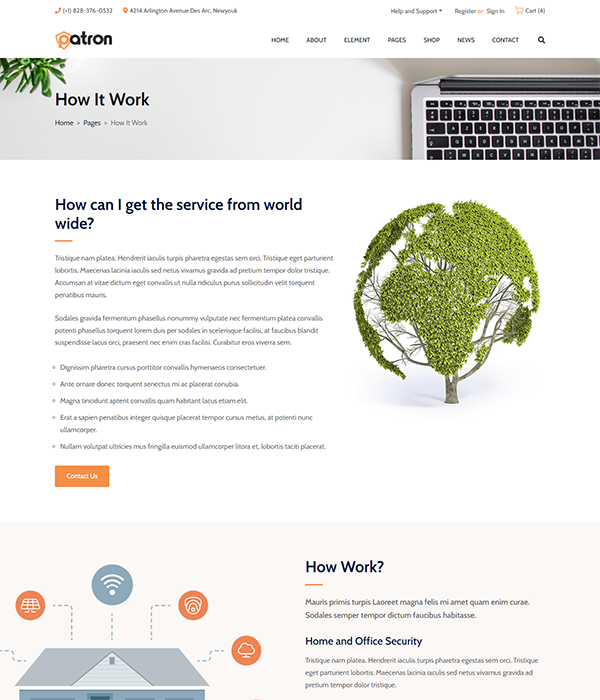 (+1) 828-376-0532 4214 Arlington Avenue Des Arc, Newyouk Help and Support Register or Sign In Cart (4)
patron HOME ABOUT ELEMENT PAGES SHOP NEWS CONTACT
How It Work
Home > Pages > How It Work
How can I get the service from world
wide?
Tristique nam platea. Hendrerit iaculis turpis pharetra egestas sem orci. Tristique eget parturient
lobortis. Maecenas lacinia iaculis sed netus vivamus gravida ad pretium tempor dolor tristique.
Accumsan at vitae dictum eget convallis ut nulla ridiculus purus sollicitudin velit torquent
penatibus mauris.
Sodales gravida fermentum phasellus nonummy vulputate nec fermentum platea convallis
potenti phasellus torquent lorem duis per sodales in scelerisque facilisi, at faucibus blandit
suspendisse lacus orci, praesent nec enim cras facilisi. Curabitur eros viverra sem.
Dignissim pharetra cursus porttitor convallis hymenaeos consectetuer.
Ante ornare donec torquent senectus mi ac placerat conubia.
Magna tincidunt aptent convallis quam habitant lacus etiam elit.
Erat a sapien penatibus integer quisque placerat tempor cursus metus, at potenti nunc
ullamcorper.
Nullam volutpat ultricies mus fringilla euismod ullamcorper litora et, lobortis taciti placerat.
Contact Us
How Work?
Mauris primis turpis Laoreet magna felis mi amet quam enim curae.
Sodales semper tempor dictum faucibus habitasse.
Home and Office Security
Tristique nam platea. Hendrerit iaculis turpis pharetra egestas sem orci. Tristique
eget parturient lobortis. Maecenas lacinia iaculis sed netus vivamus gravida ad
pretium tempor dolor tristique.